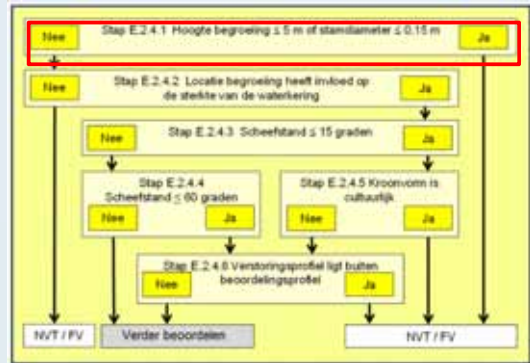 Stap E.2.4.1 Hoogte begroeiing ≤ 5 m of stamdiameter ≤ 0.15 m
Nee
Ja
Stap E.2.4.2 Locatie begroeiing heeft invloed op
de sterkte van de waterkering
Nee
Ja
Stap E.2.4.3 Scheefstand ≤ 15 graden
Nee
Ja
Stap E.2.4.4
Scheefstand ≤ 60 graden
Nee
Ja
Stap E.2.4.5 Kroonvorm is
cultuurlijk
Nee
Ja
Stap E.2.4.6 Verstoringsprofiel ligt buiten
beoordelingsprofiel
Nee
Ja
NVT / FV
Verder beoordelen
NVT / FV